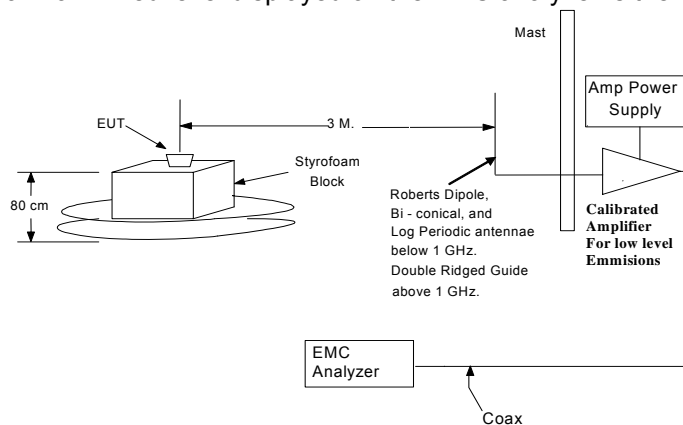 Mast
Amp Power
Supply
EUT
3 M.
Styrofoam
Block
80 cm
Roberts Dipole,
Bi - conical, and
Log Periodic antennae
below 1 GHz.
Double Ridged Guide
above 1 GHz.
Calibrated
Amplifier
For low level
Emmisions
EMC
Analyzer
Coax